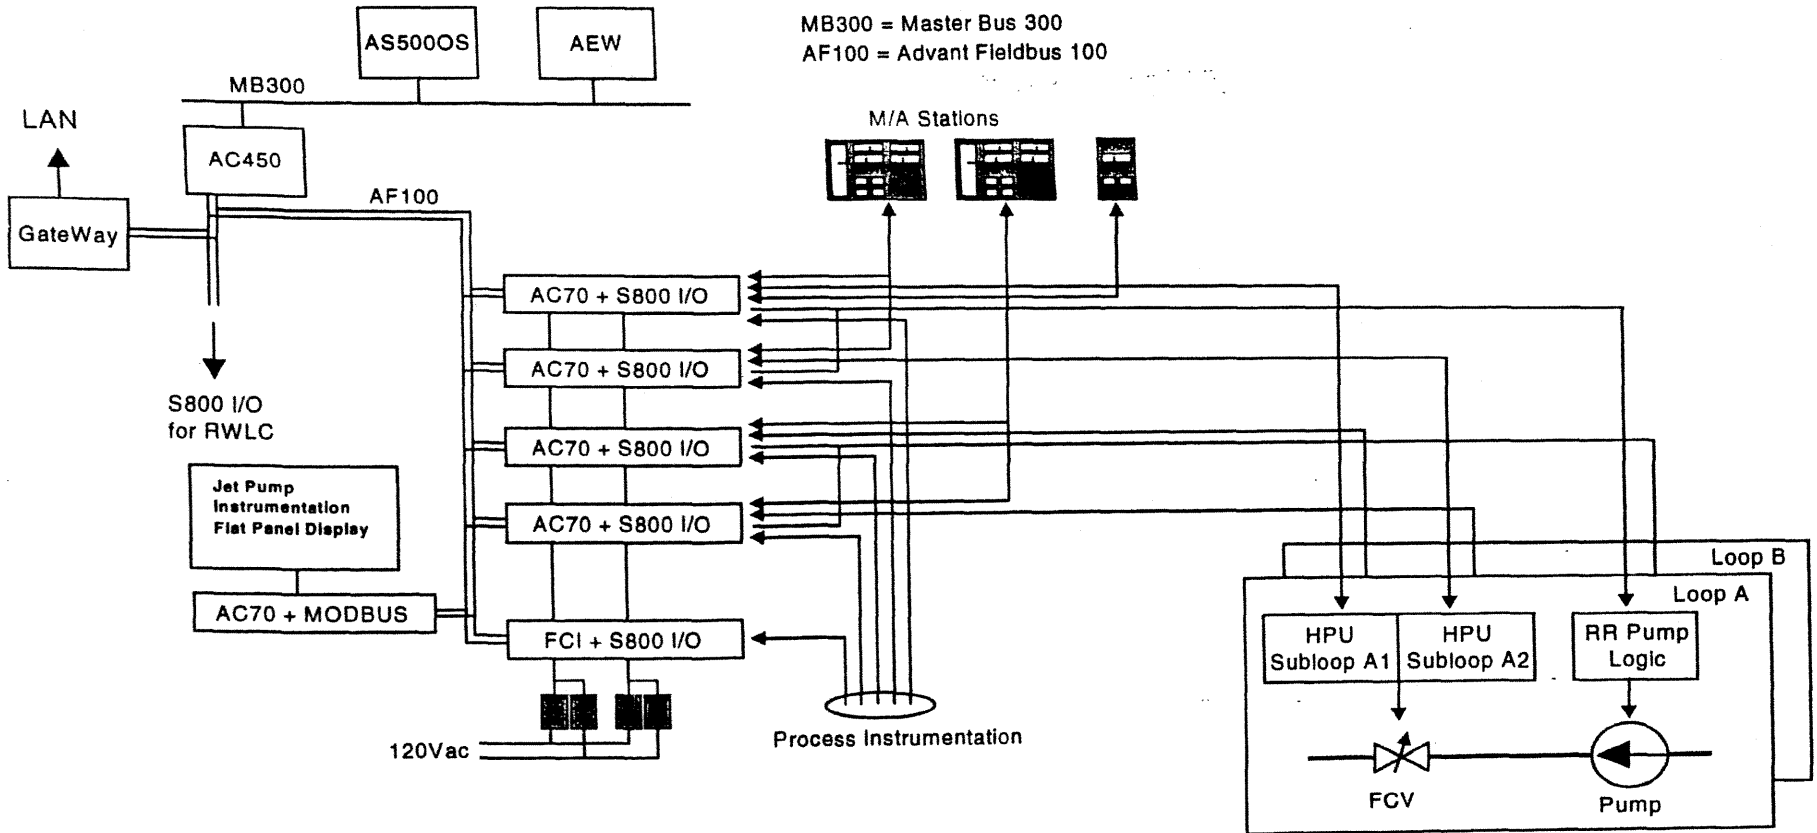 MB300 = Master Bus 300
AF100 = Advant Fieldbus 100
AS500OS
AEW
MB300
LAN
AC450
M/A Stations
AF100
GateWay
AC70 + S800 I/O
AC70 + S800 I/O
S800 I/O
for RWLC
AC70 + S800 I/O
Jet Pump
Instrumentation
Flat Panel Display
AC70 + S800 I/O
Loop B
Loop A
AC70 + MODBUS
FCI + S800 I/O
HPU
Subloop A1
HPU
Subloop A2
RR Pump
Logic
Process Instrumentation
120Vac
FCV
Pump